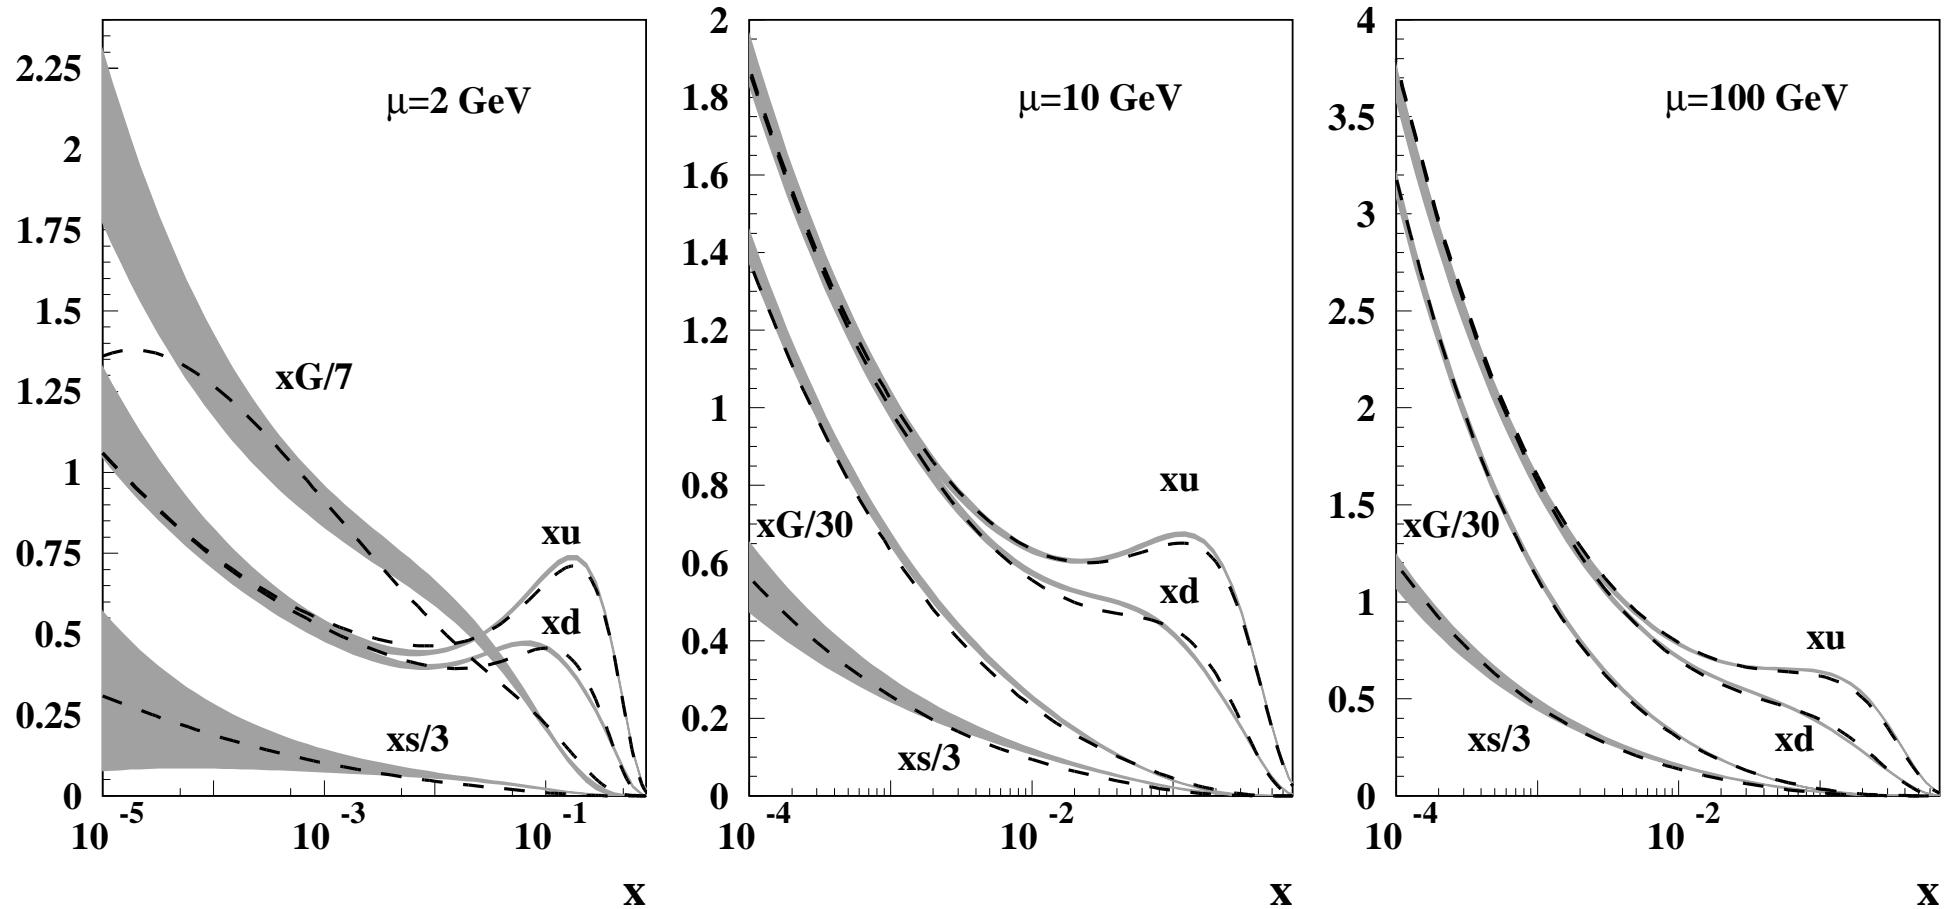 μ=2 GeV
2.25
2
1.75
1.5
1.25
1
0.75
0.5
0.25
0
xG/7
xu
xd
xs/3
10^-5
10^-3
10^-1
x
μ=10 GeV
2
1.8
1.6
1.4
1.2
1
0.8
0.6
0.4
0.2
0
xu
xG/30
xd
xs/3
10^-4
10^-2
x
μ=100 GeV
4
3.5
3
2.5
2
1.5
1
0.5
0
xG/30
xu
xs/3
xd
10^-4
10^-2
x